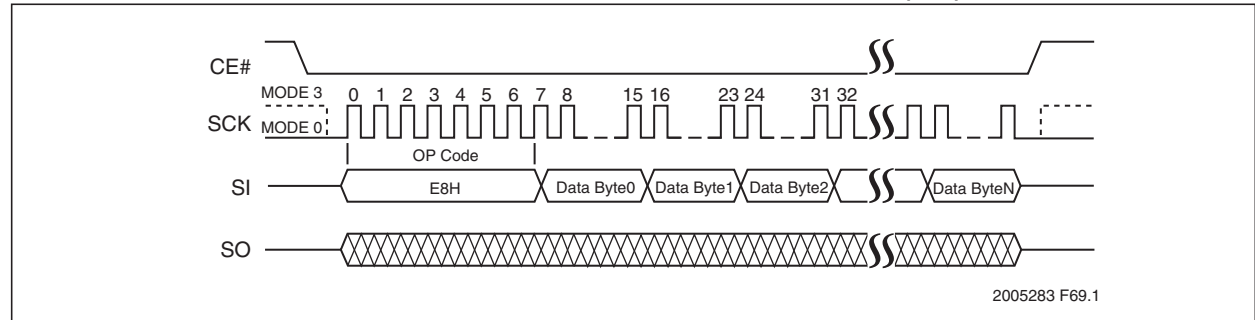 CE#
MODE 3
0 1 2 3 4 5 6 7 8 15 16 23 24 31 32
SCK
MODE 0
OP Code
SI
E8H
Data Byte0
Data Byte1
Data Byte2
Data ByteN
SO
2005283 F69.1